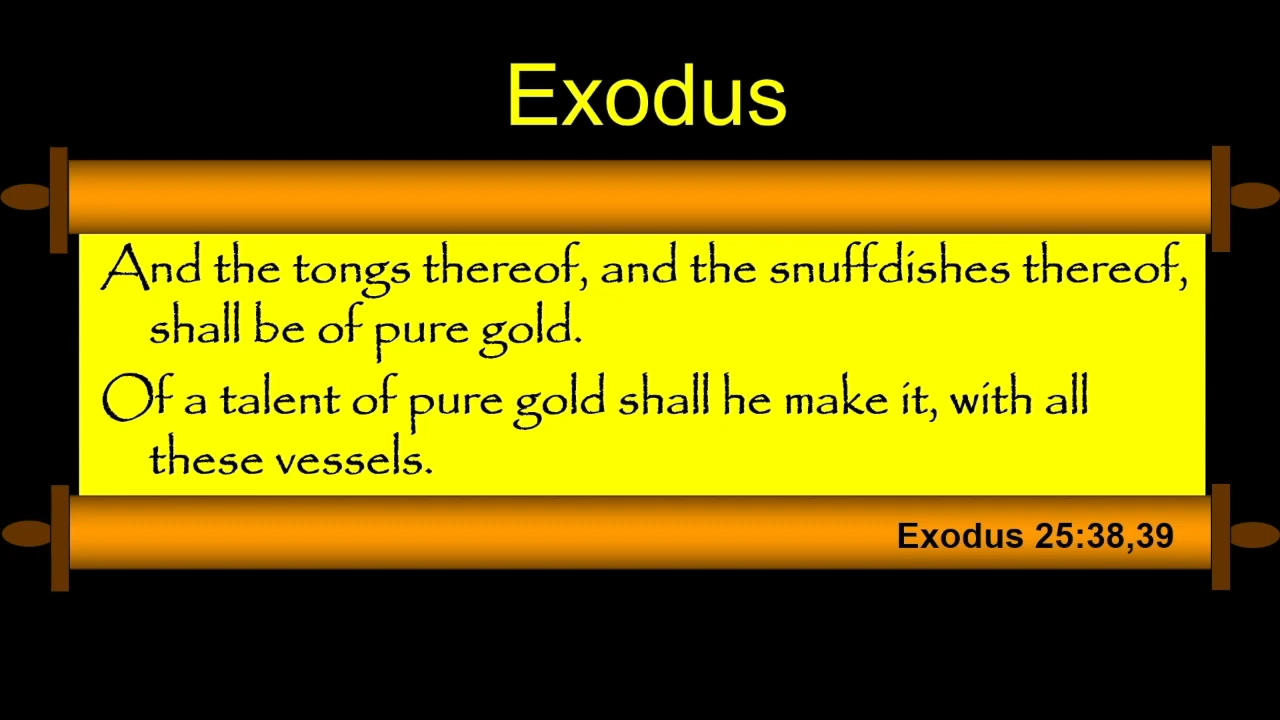 Exodus
And the tongs thereof, and the snuffdishes thereof,
shall be of pure gold.
Of a talent of pure gold shall he make it, with all
these vessels.
Exodus 25:38,39